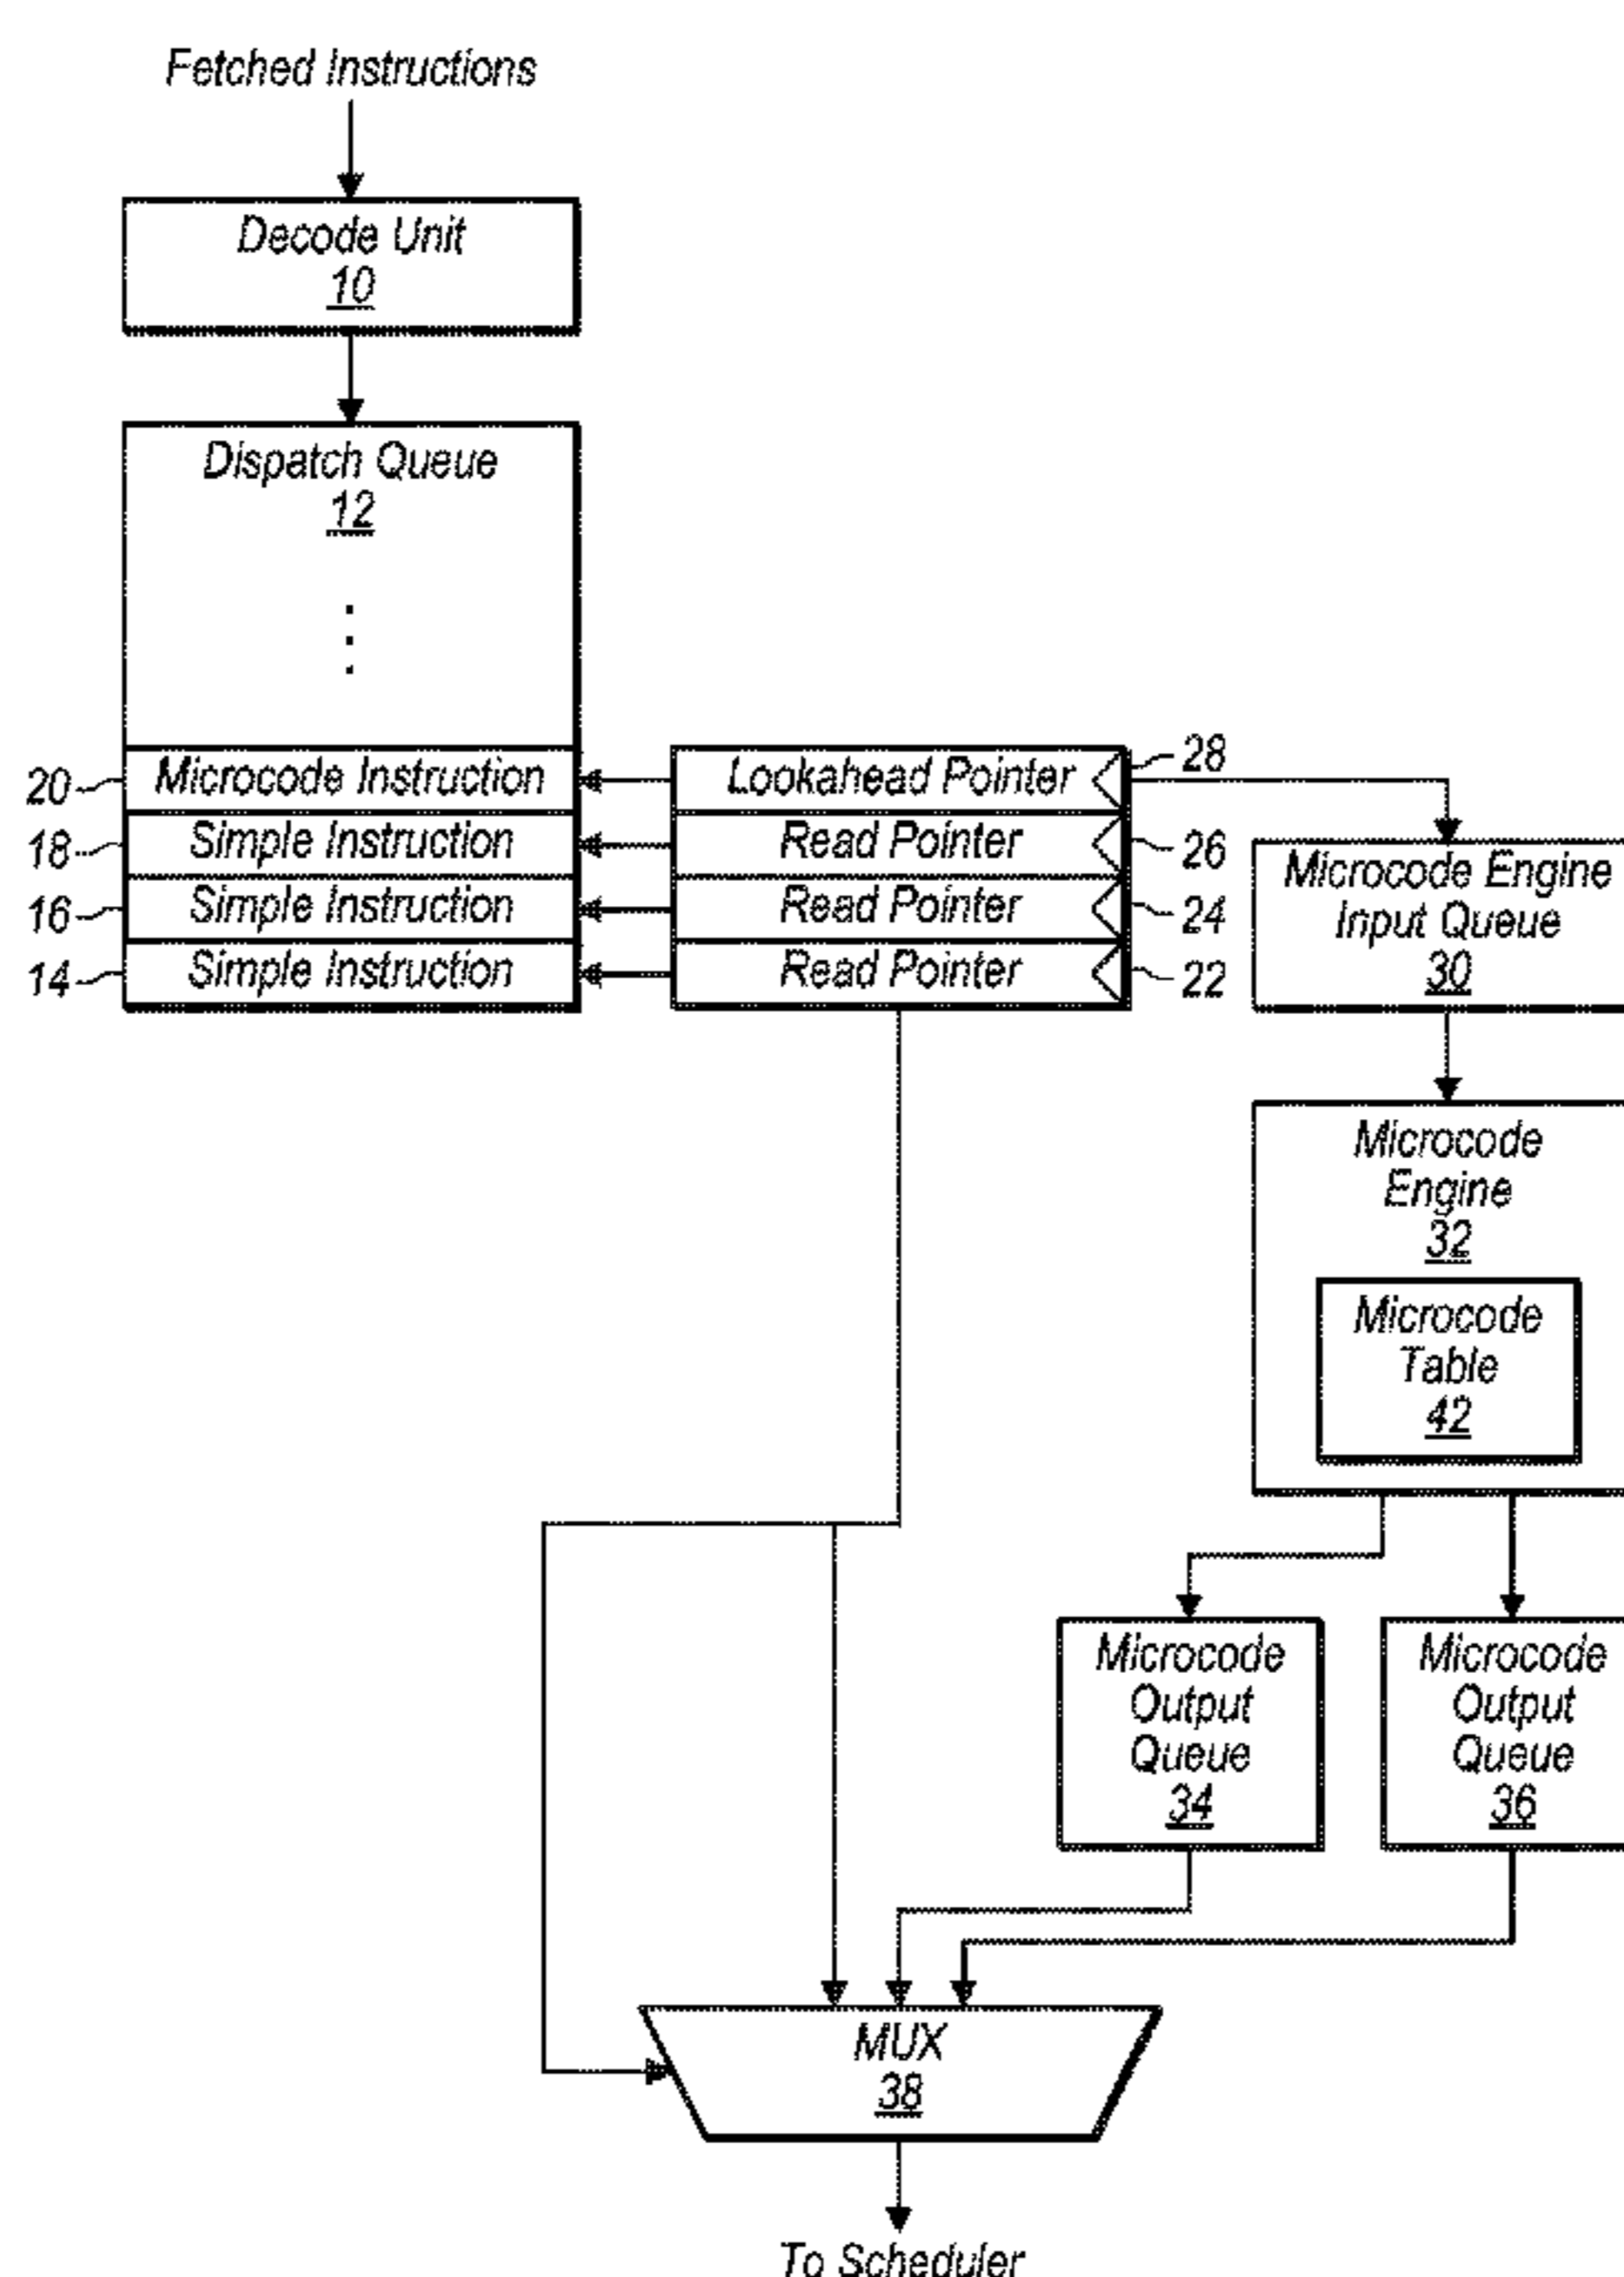 Fetched Instructions
Decode Unit
10
Dispatch Queue
12
20
Microcode Instruction
18
Simple Instruction
16
Simple Instruction
14
Simple Instruction
Lookahead Pointer
28
Read Pointer
26
Read Pointer
24
Read Pointer
22
Microcode Engine
Input Queue
30
Microcode
Engine
32
Microcode
Table
42
Microcode
Output
Queue
34
Microcode
Output
Queue
36
MUX
38
To Scheduler